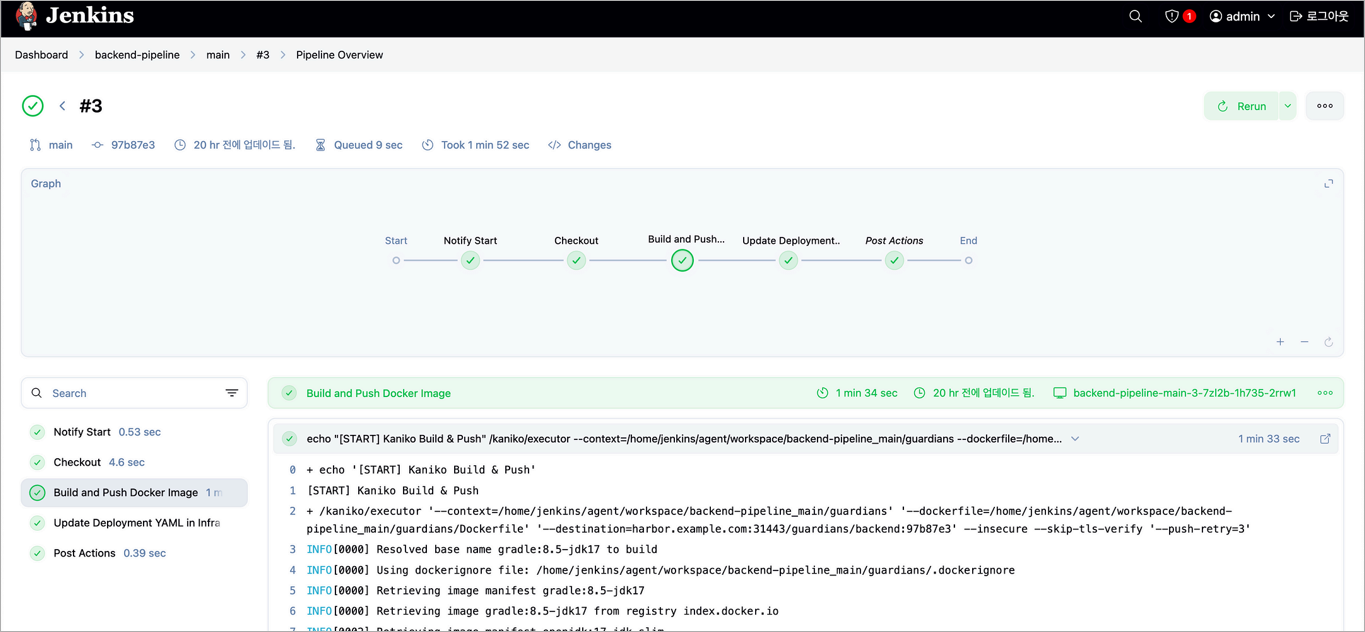 Jenkins
1 admin 로그아웃
Dashboard > backend-pipeline > main > #3 > Pipeline Overview
#3
Rerun
main 97b87e3 20 hr 전에 업데이트 됨. Queued 9 sec Took 1 min 52 sec Changes
Graph
Start Notify Start Checkout Build and Push... Update Deployment.. Post Actions End
Search
Notify Start 0.53 sec
Checkout 4.6 sec
Build and Push Docker Image 1 m
Update Deployment YAML in Infra
Post Actions 0.39 sec
Build and Push Docker Image 1 min 34 sec 20 hr 전에 업데이트 됨. backend-pipeline-main-3-7zl2b-1h735-2rrw1
echo "[START] Kaniko Build & Push" /kaniko/executor --context=/home/jenkins/agent/workspace/backend-pipeline_main/guardians --dockerfile=/home... 1 min 33 sec
0 + echo '[START] Kaniko Build & Push'
1 [START] Kaniko Build & Push
2 + /kaniko/executor '--context=/home/jenkins/agent/workspace/backend-pipeline_main/guardians' '--dockerfile=/home/jenkins/agent/workspace/backend-
pipeline_main/guardians/Dockerfile' '--destination=harbor.example.com:31443/guardians/backend:97b87e3' --insecure --skip-tls-verify '--push-retry=3'
3 INFO[0000] Resolved base name gradle:8.5-jdk17 to build
4 INFO[0000] Using dockerignore file: /home/jenkins/agent/workspace/backend-pipeline_main/guardians/.dockerignore
5 INFO[0000] Retrieving image manifest gradle:8.5-jdk17
6 INFO[0000] Retrieving image gradle:8.5-jdk17 from registry index.docker.io
7 INFO[0002] Retrieving image manifest openjdk:17-jdk-slim